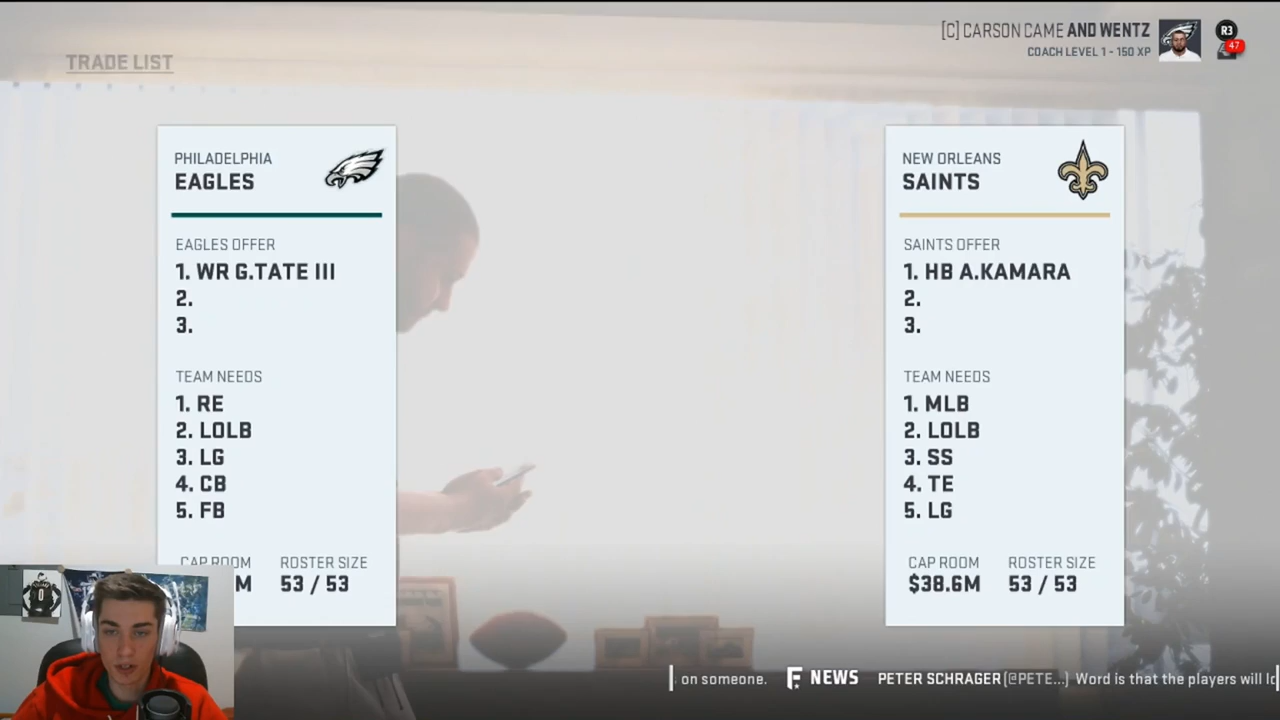 [C] CARSON CAME AND WENTZ
COACH LEVEL 1 - 150 XP
R3
47
TRADE LIST
PHILADELPHIA
EAGLES
EAGLES OFFER
1. WR G.TATE III
2.
3.
TEAM NEEDS
1. RE
2. LOLB
3. LG
4. CB
5. FB
CAP ROOM
M
ROSTER SIZE
53 / 53
NEW ORLEANS
SAINTS
SAINTS OFFER
1. HB A.KAMARA
2.
3.
TEAM NEEDS
1. MLB
2. LOLB
3. SS
4. TE
5. LG
CAP ROOM
$38.6M
ROSTER SIZE
53 / 53
0
on someone. NEWS PETER SCHRAGER (@PETE...) Word is that the players will